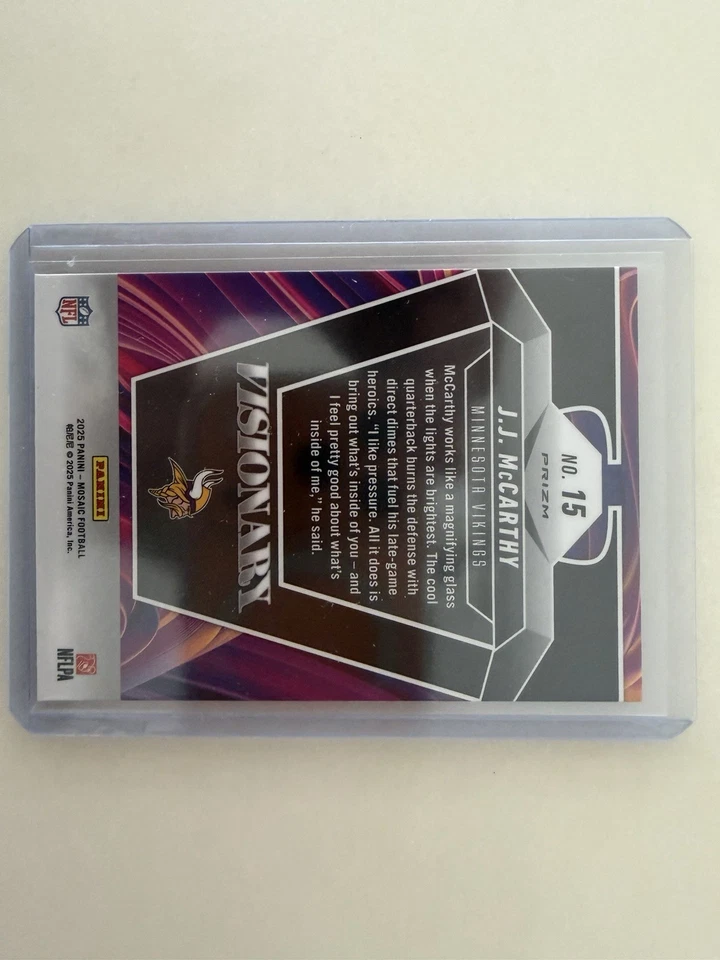 NO. 15
PRIZM
J.J. McCARTHY
MINNESOTA VIKINGS
McCarthy works like a magnifying glass
when the lights are brightest. The cool
quarterback burns the defense with
direct dimes that fuel his late-game
heroics. “I like pressure. All it does is
bring out what’s inside of you – and
I feel pretty good about what’s
inside of me,” he said.
VISIONARY
NFL
PANINI
NFLPA
2025 PANINI – MOSAIC FOOTBALL
© 2025 Panini America, Inc.